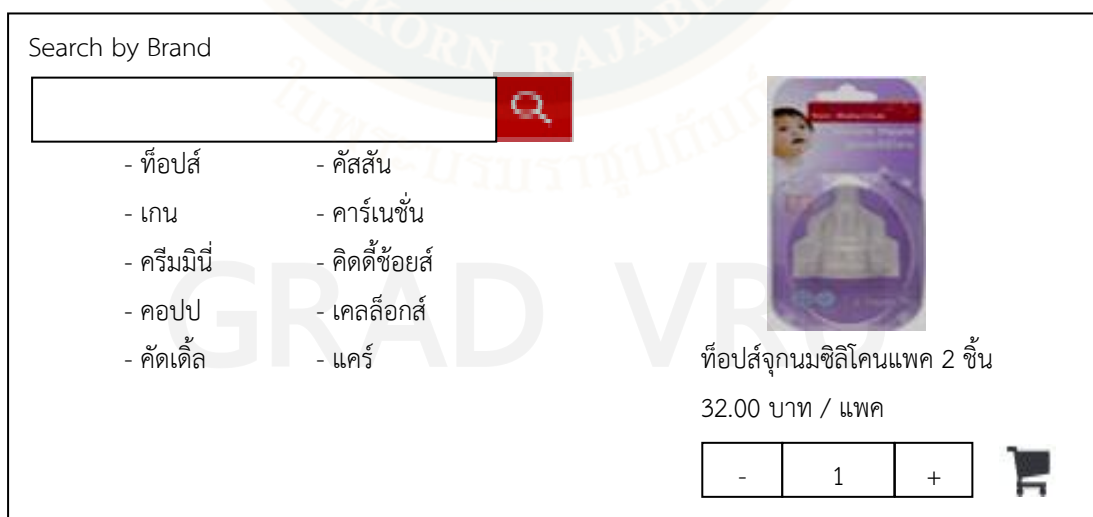 Search by Brand
- ท็อปส์ - คัสสัน
- เกน - คาร์เนชั่น
- ครีมมินี่ - คิดดี้ช้อยส์
- คอปป - เคลล็อกส์
- คัดเดิ้ล - แคร์
ท็อปส์จุกนมซิลิโคนแพค 2 ชิ้น
32.00 บาท / แพค
- 1 +
GRAD VRU